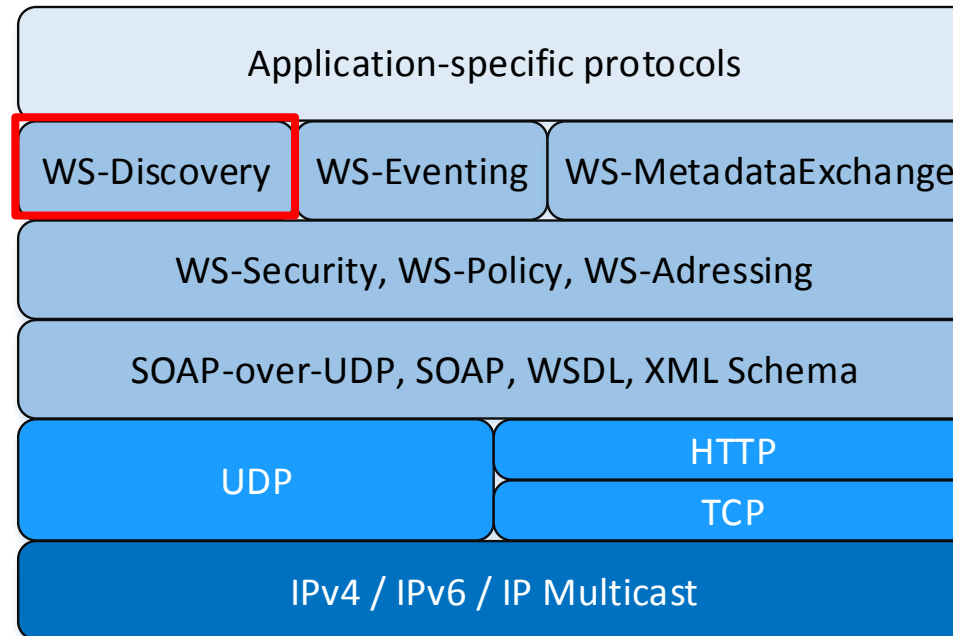 Application-specific protocols
WS-Discovery WS-Eventing WS-MetadataExchange
WS-Security, WS-Policy, WS-Adressing
SOAP-over-UDP, SOAP, WSDL, XML Schema
UDP
HTTP
TCP
IPv4 / IPv6 / IP Multicast